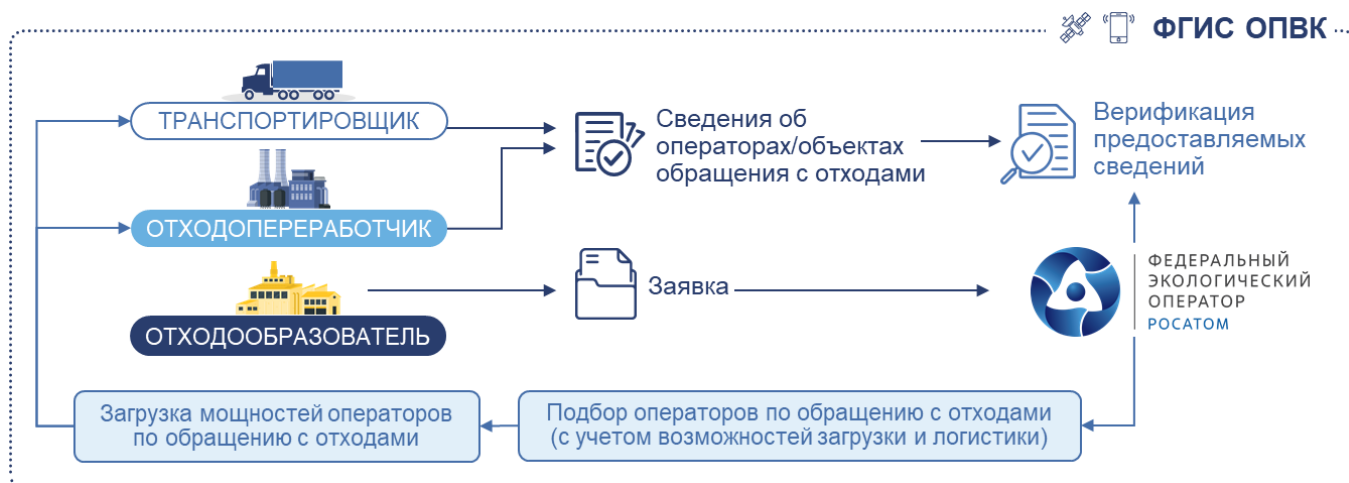 ФГИС ОПВК
ТРАНСПОРТИРОВЩИК
Сведения об
операторах/объектах
обращения с отходами
Верификация
предоставляемых
сведений
ОТХОДОПЕРЕРАБОТЧИК
Заявка
ФЕДЕРАЛЬНЫЙ
ЭКОЛОГИЧЕСКИЙ
ОПЕРАТОР
РОСАТОМ
ОТХОДООБРАЗОВАТЕЛЬ
Загрузка мощностей операторов
по обращению с отходами
Подбор операторов по обращению с отходами
(с учетом возможностей загрузки и логистики)